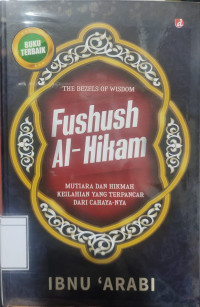 BUKU
TERBAIK
THE BEZELS OF WISDOM
Fushush
Al-Hikam
MUTIARA DAN HIKMAH
KEILAHIAN YANG TERPANCAR
DARI CAHAYA-NYA
IBNU 'ARABI